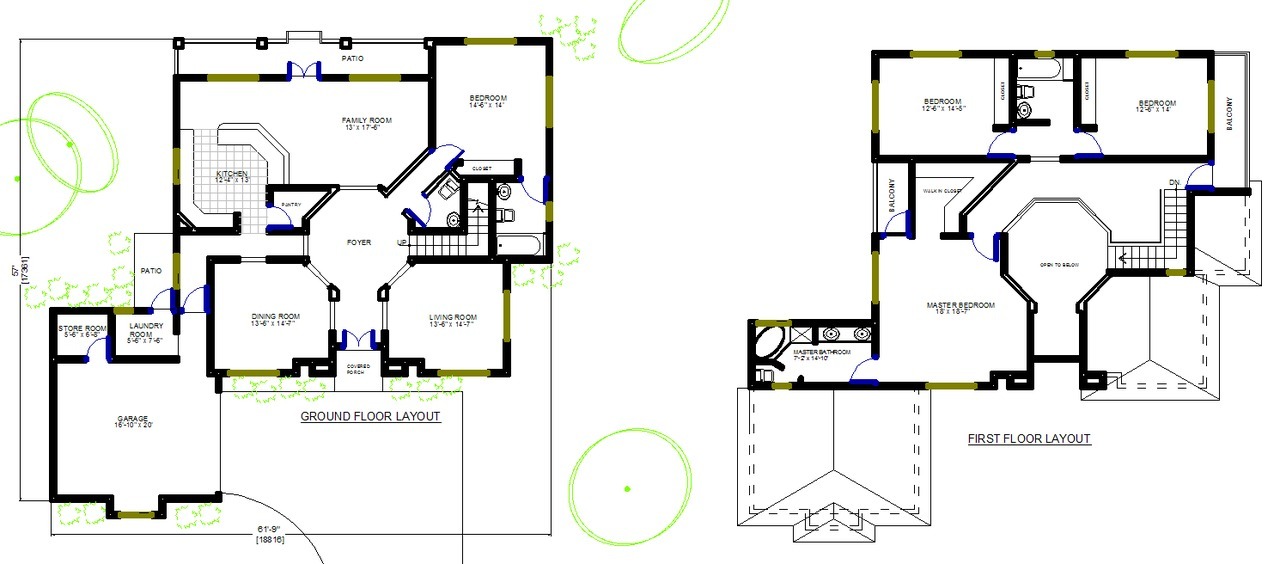 PATIO
BEDROOM
14'-6" x 14'
FAMILY ROOM
13' x 17'-6"
KITCHEN
12'-4" x 13'
PANTRY
CLOSET
FOYER
UP
PATIO
57'
[17361]
STORE ROOM
5'-6" x 6'-8"
LAUNDRY
ROOM
5'-6" x 7'-6"
DINING ROOM
13'-6" x 14'-7"
LIVING ROOM
13'-6" x 14'-7"
COVERED
PORCH
GARAGE
16'-10" x 20'
GROUND FLOOR LAYOUT
61'-9"
[18816]
BEDROOM
12'-6" x 14'-5"
CLOSET
CLOSET
BEDROOM
12'-6" x 14'
BALCONY
BALCONY
WALK IN CLOSET
DN.
OPEN TO BELOW
MASTER BEDROOM
18' x 18'-7"
MASTER BATHROOM
7'-2" x 14'-10"
FIRST FLOOR LAYOUT